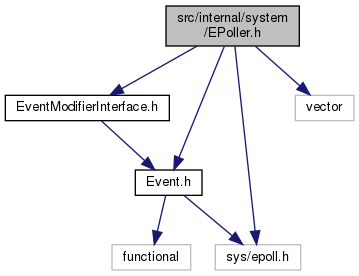 src/internal/system
/EPoller.h
EventModifierInterface.h
vector
Event.h
functional
sys/epoll.h